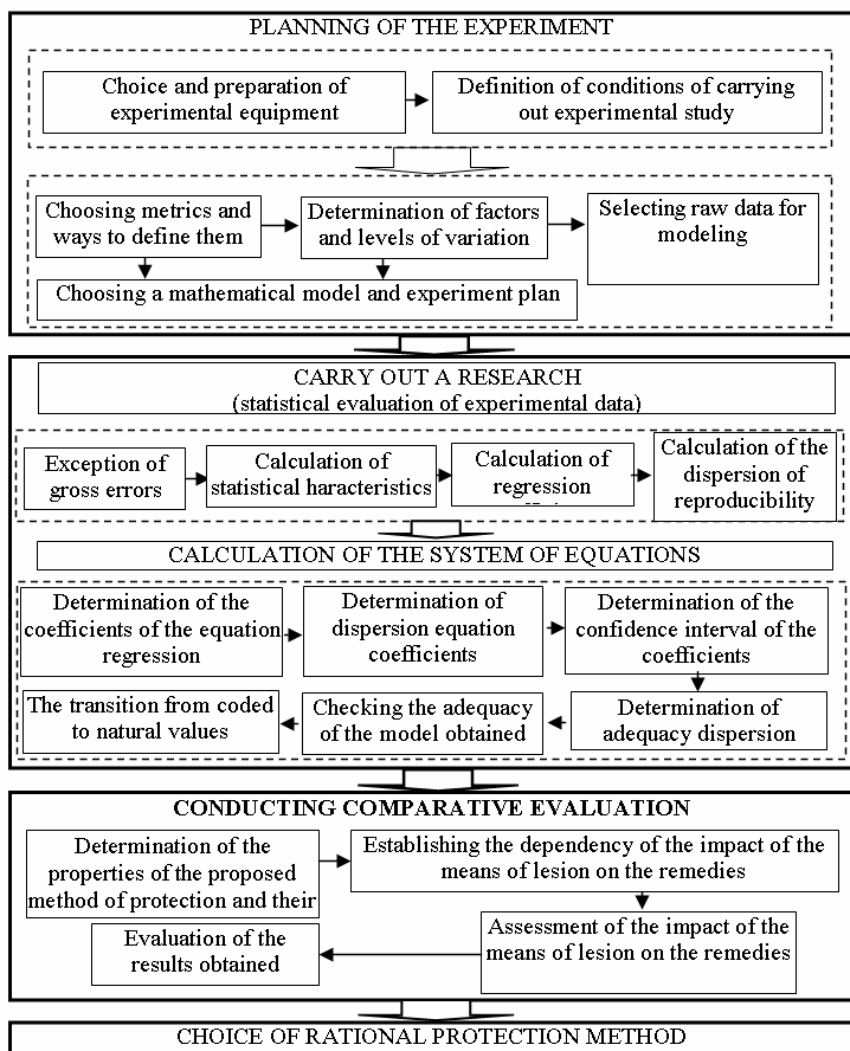 PLANNING OF THE EXPERIMENT
Choice and preparation of
experimental equipment
Definition of conditions of carrying
out experimental study
Choosing metrics and
ways to define them
Determination of factors
and levels of variation
Selecting raw data for
modeling
Choosing a mathematical model and experiment plan
CARRY OUT A RESEARCH
(statistical evaluation of experimental data)
Exception of
gross errors
Calculation of
statistical haracteristics
Calculation of
regression
Calculation of the
dispersion of
reproducibility
CALCULATION OF THE SYSTEM OF EQUATIONS
Determination of the
coefficients of the equation
regression
Determination of
dispersion equation
coefficients
Determination of the
confidence interval of the
coefficients
The transition from coded
to natural values
Checking the adequacy
of the model obtained
Determination of
adequacy dispersion
CONDUCTING COMPARATIVE EVALUATION
Determination of the
properties of the proposed
method of protection and their
Establishing the dependency of the impact of the
means of lesion on the remedies
Evaluation of the
results obtained
Assessment of the impact of the
means of lesion on the remedies
CHOICE OF RATIONAL PROTECTION METHOD